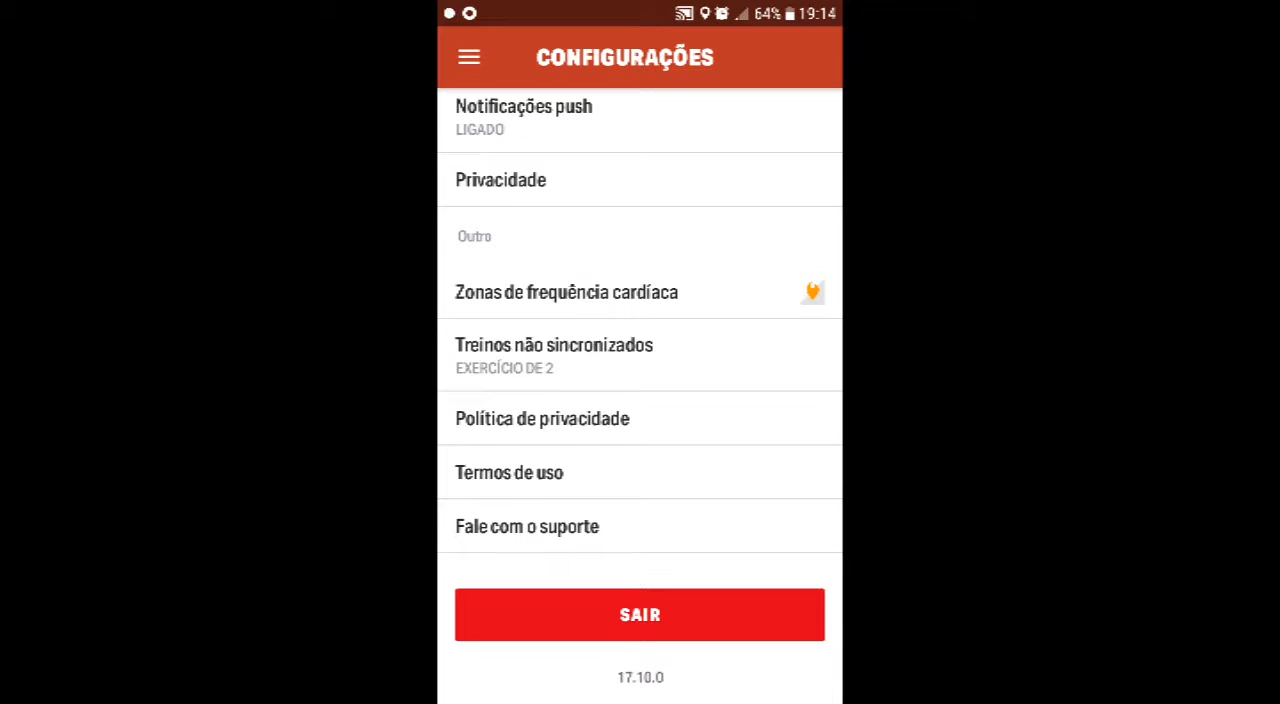 64% 19:14
CONFIGURAÇÕES
Notificações push
LIGADO
Privacidade
Outro
Zonas de frequência cardíaca
Treinos não sincronizados
EXERCÍCIO DE 2
Política de privacidade
Termos de uso
Fale com o suporte
SAIR
17.10.0